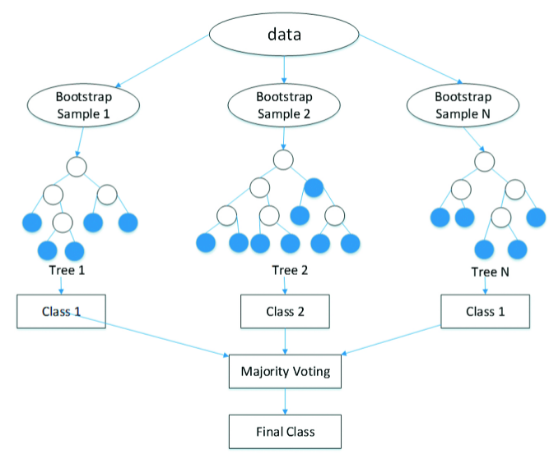 data
Bootstrap
Sample 1
Bootstrap
Sample 2
Bootstrap
Sample N
Tree 1
Tree 2
Tree N
Class 1
Class 2
Class 1
Majority Voting
Final Class